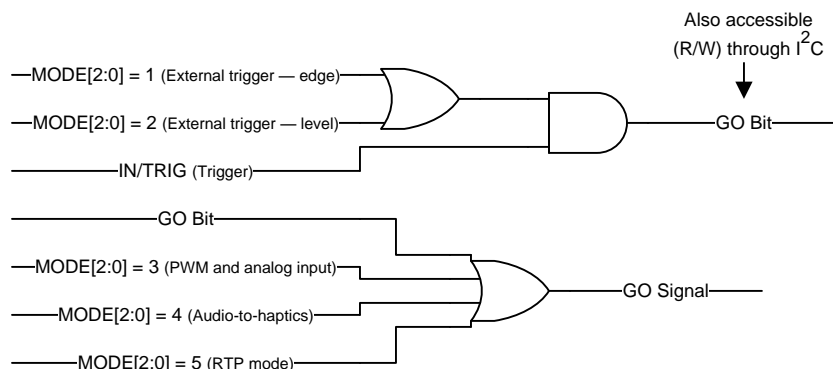 Also accessible
(R/W) through I²C
MODE[2:0] = 1 (External trigger — edge)
MODE[2:0] = 2 (External trigger — level)
GO Bit
IN/TRIG (Trigger)
GO Bit
MODE[2:0] = 3 (PWM and analog input)
GO Signal
MODE[2:0] = 4 (Audio-to-haptics)
MODE[2:0] = 5 (RTP mode)